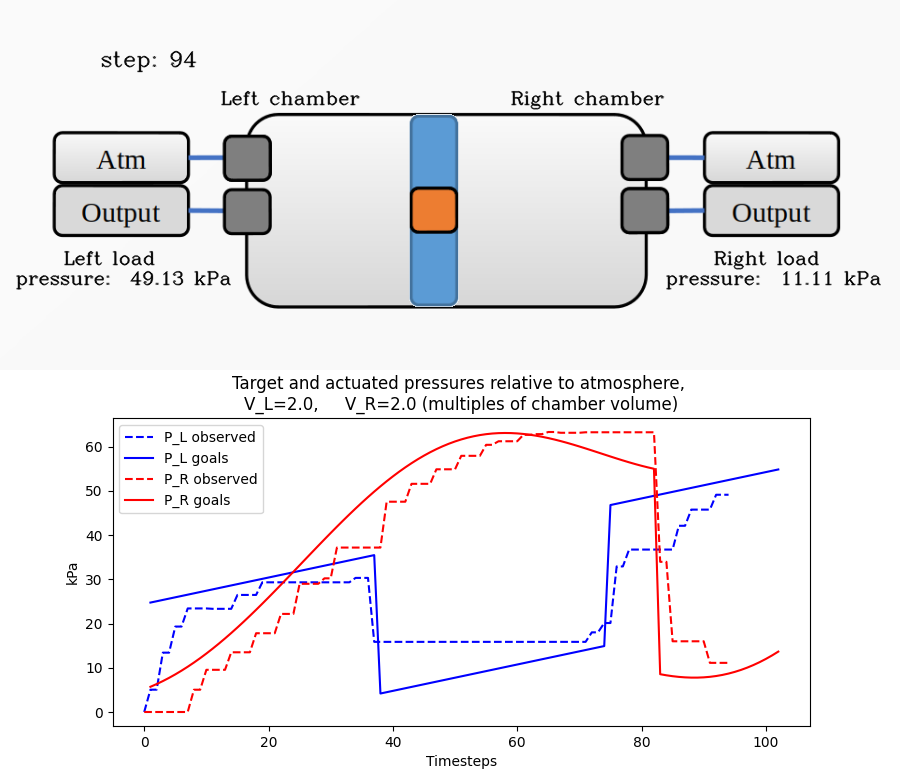 step: 94
Left chamber
Right chamber
Atm
Atm
Output
Output
Left load
pressure: 49.13 kPa
Right load
pressure: 11.11 kPa
Target and actuated pressures relative to atmosphere,
V_L=2.0, V_R=2.0 (multiples of chamber volume)
P_L observed
P_L goals
P_R observed
P_R goals
kPa
60
50
40
30
20
10
0
0 20 40 60 80 100
Timesteps